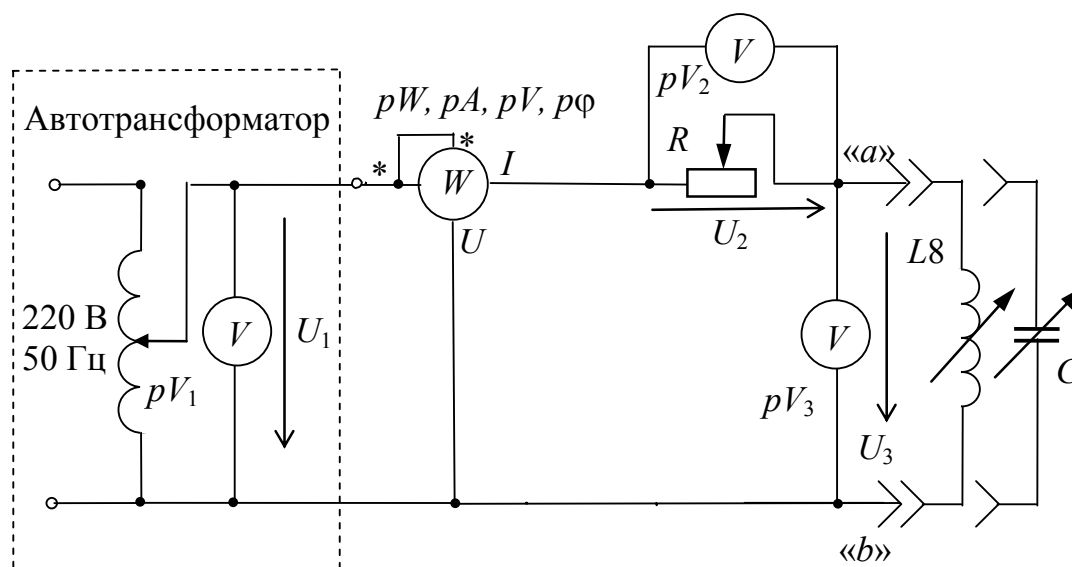 V
pV2
pW, pA, pV, pφ
Автотрансформатор
R
«a»
*
*
W
I
U
U2
L8
220 В
50 Гц
V
U1
V
pV1
pV3
U3
C
«b»